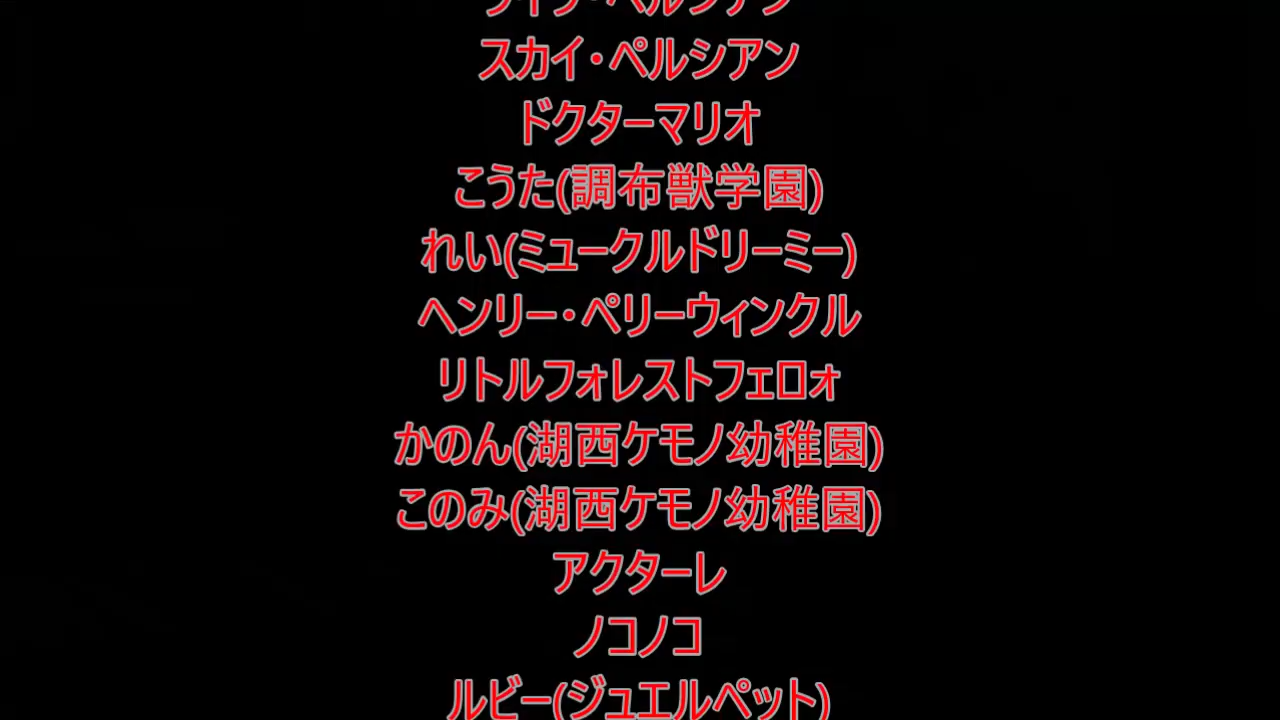 スカイ・ペルシアン
ドクターマリオ
こうた(調布獣学園)
れい(ミュークルドリーミー)
ヘンリー・ペリーウィンクル
リトルフォレストフェロォ
かのん(湖西ケモノ幼稚園)
このみ(湖西ケモノ幼稚園)
アクターレ
ノコノコ
ルビー(ジュエルペット)